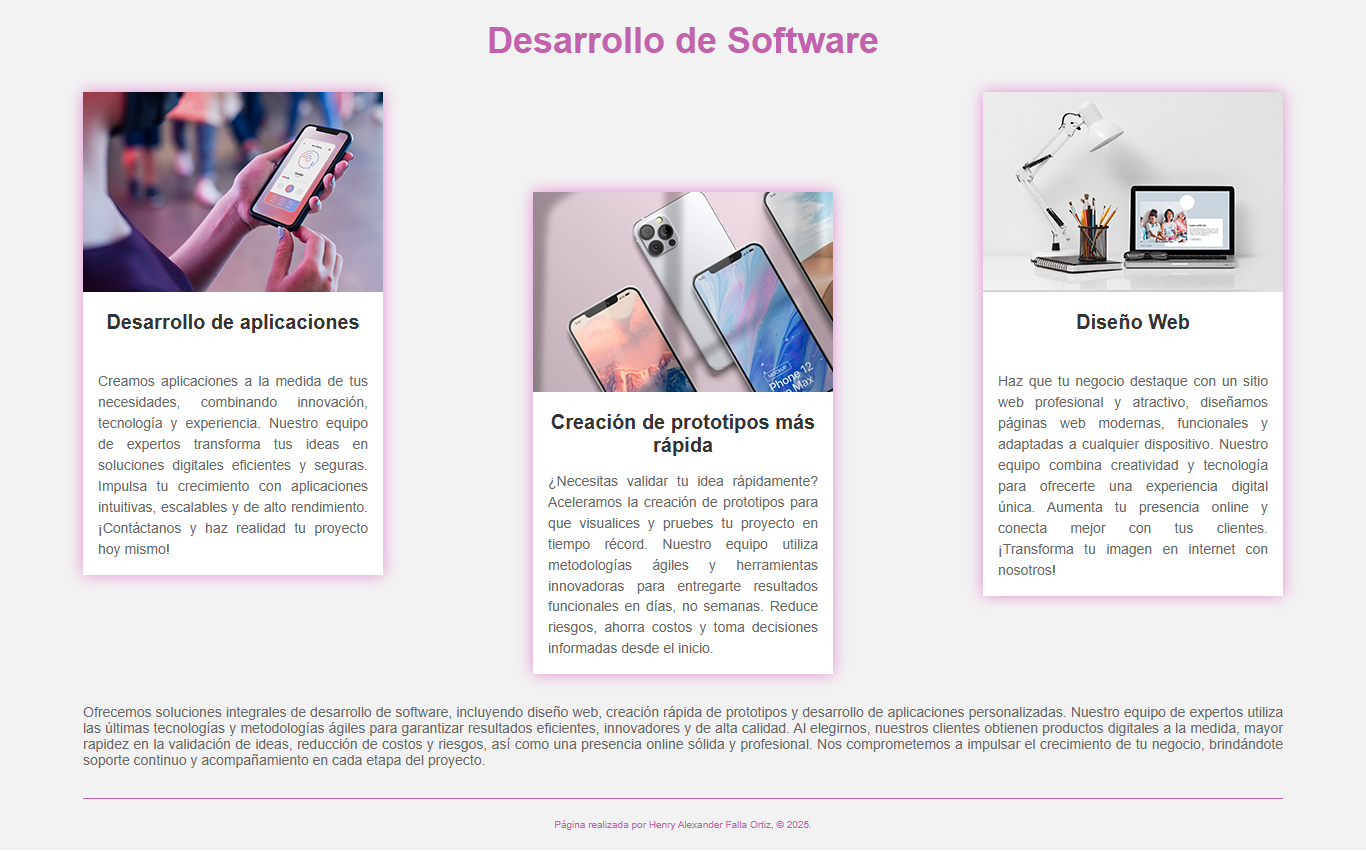 Desarrollo de Software
Desarrollo de aplicaciones
Creamos aplicaciones a la medida de tus
necesidades, combinando innovación,
tecnología y experiencia. Nuestro equipo
de expertos transforma tus ideas en
soluciones digitales eficientes y seguras.
Impulsa tu crecimiento con aplicaciones
intuitivas, escalables y de alto rendimiento.
¡Contáctanos y haz realidad tu proyecto
hoy mismo!
MOCKUP
Phone 12
Max
Creación de prototipos más
rápida
¿Necesitas validar tu idea rápidamente?
Aceleramos la creación de prototipos para
que visualices y pruebes tu proyecto en
tiempo récord. Nuestro equipo utiliza
metodologías ágiles y herramientas
innovadoras para entregarte resultados
funcionales en días, no semanas. Reduce
riesgos, ahorra costos y toma decisiones
informadas desde el inicio.
Diseño Web
Haz que tu negocio destaque con un sitio
web profesional y atractivo, diseñamos
páginas web modernas, funcionales y
adaptadas a cualquier dispositivo. Nuestro
equipo combina creatividad y tecnología
para ofrecerte una experiencia digital
única. Aumenta tu presencia online y
conecta mejor con tus clientes.
¡Transforma tu imagen en internet con
nosotros!
Ofrecemos soluciones integrales de desarrollo de software, incluyendo diseño web, creación rápida de prototipos y desarrollo de aplicaciones personalizadas. Nuestro equipo de expertos utiliza
las últimas tecnologías y metodologías ágiles para garantizar resultados eficientes, innovadores y de alta calidad. Al elegirnos, nuestros clientes obtienen productos digitales a la medida, mayor
rapidez en la validación de ideas, reducción de costos y riesgos, así como una presencia online sólida y profesional. Nos comprometemos a impulsar el crecimiento de tu negocio, brindándote
soporte continuo y acompañamiento en cada etapa del proyecto.
Página realizada por Henry Alexander Falla Ortiz, © 2025.